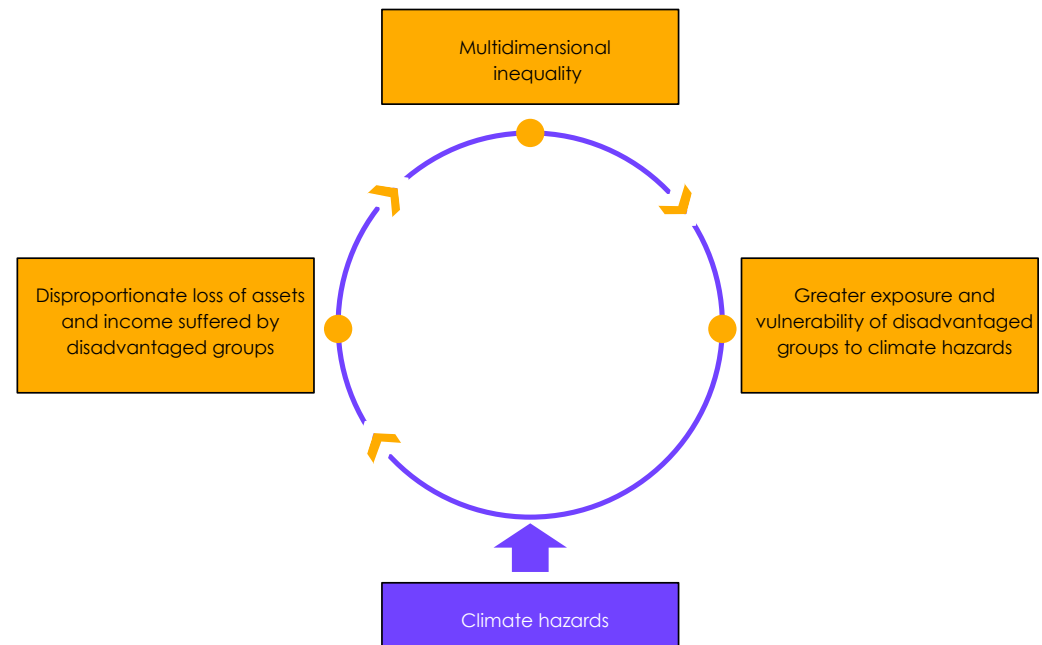 Multidimensional
inequality
Disproportionate loss of assets
and income suffered by
disadvantaged groups
Greater exposure and
vulnerability of disadvantaged
groups to climate hazards
Climate hazards